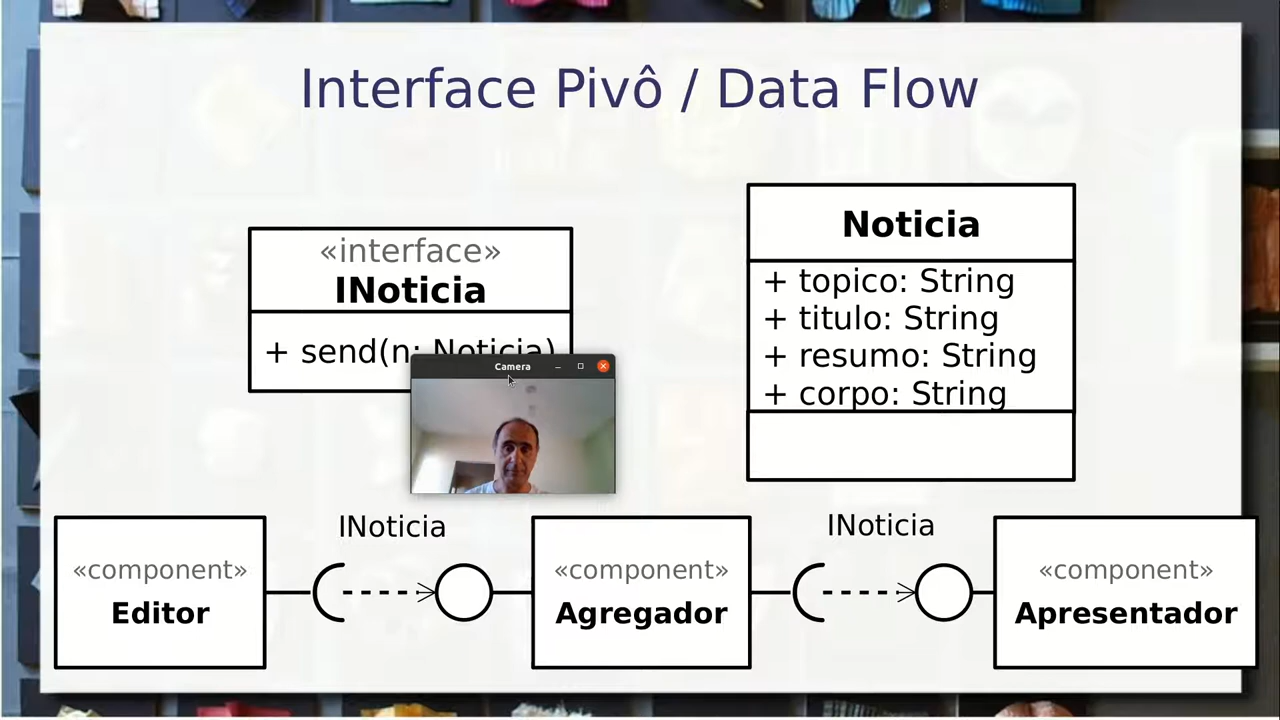 Interface Pivô / Data Flow
«interface»
INoticia
+ send(n: Noticia)
Noticia
+ topico: String
+ titulo: String
+ resumo: String
+ corpo: String
Camera
INoticia
INoticia
«component»
Editor
«component»
Agregador
«component»
Apresentador